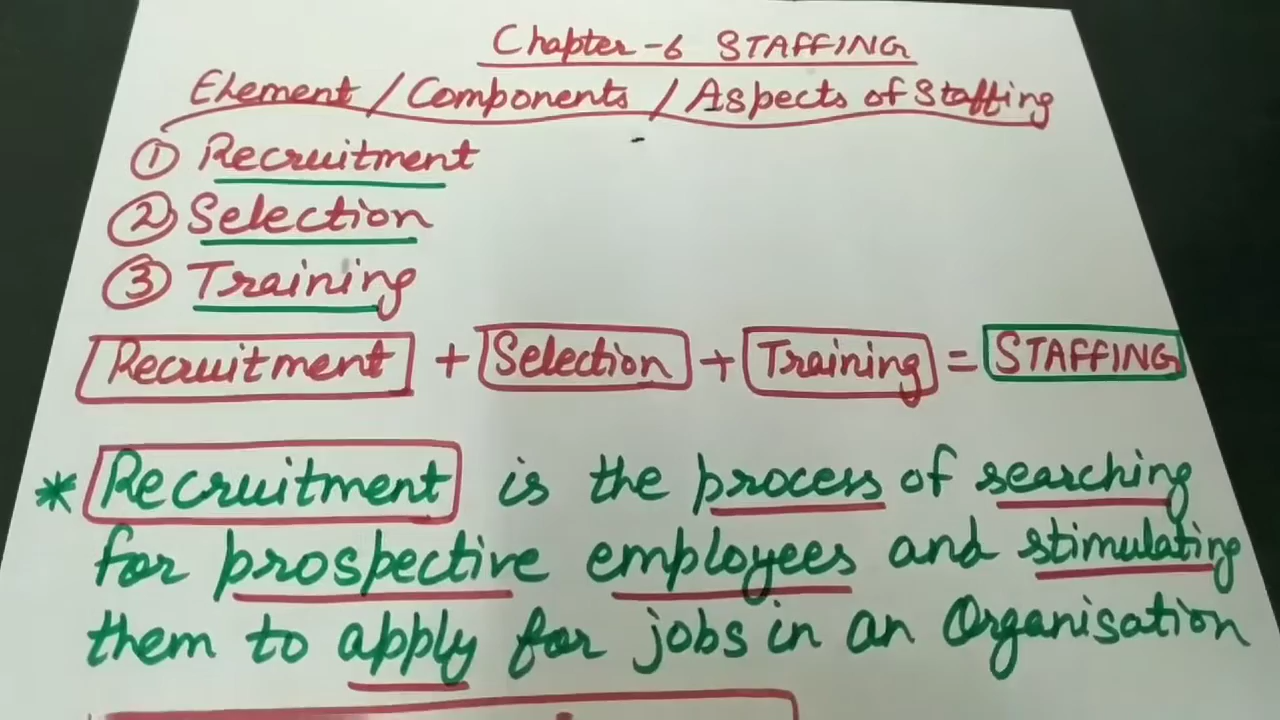 Chapter-6 STAFFING
Element / Components / Aspects of Staffing
① Recruitment
② Selection
③ Training
Recruitment + Selection + Training = STAFFING
* Recruitment is the process of searching
for prospective employees and stimulating
them to apply for jobs in an Organisation